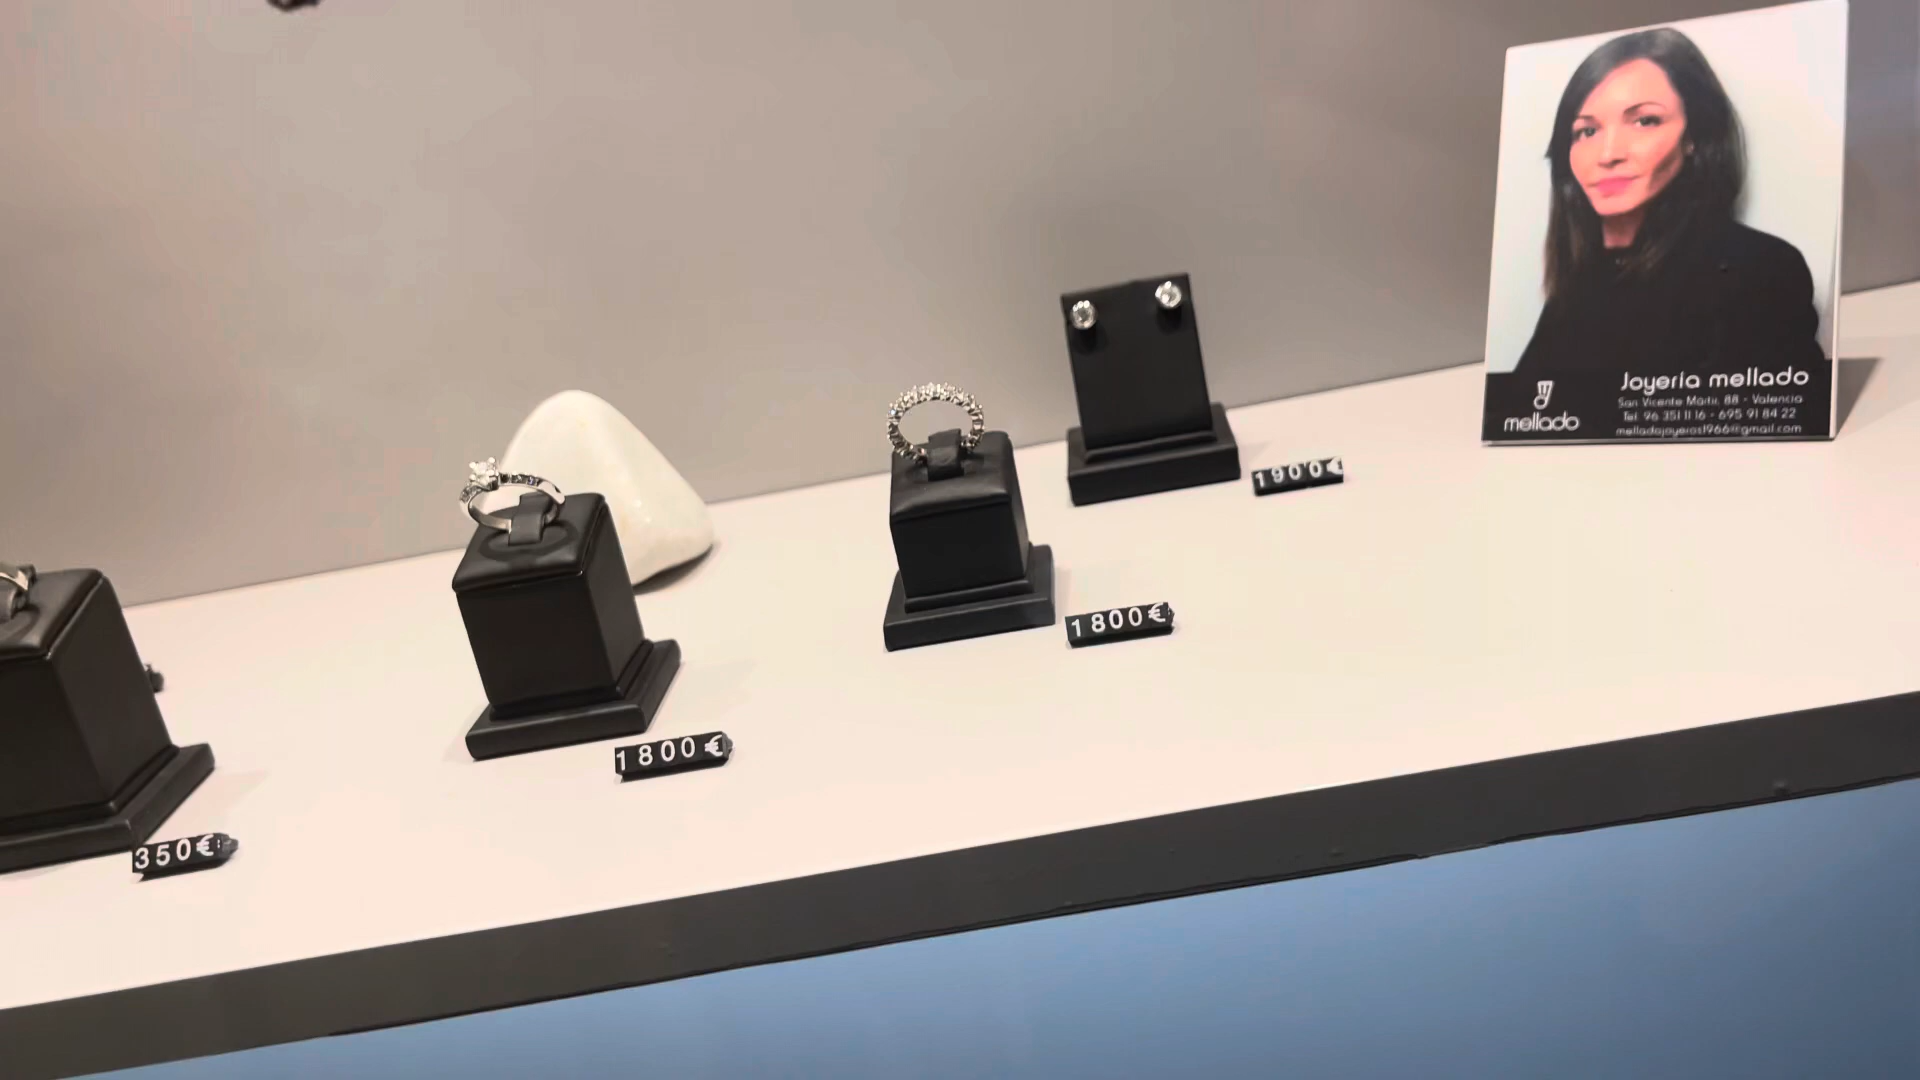 Joyería mellado
San Vicente Mártir, 88 - Valencia
Tel. 96 351 11 16 - 695 91 84 22
melladojoyeros1966@gmail.com
mellado
1900€
1800€
1800€
350€